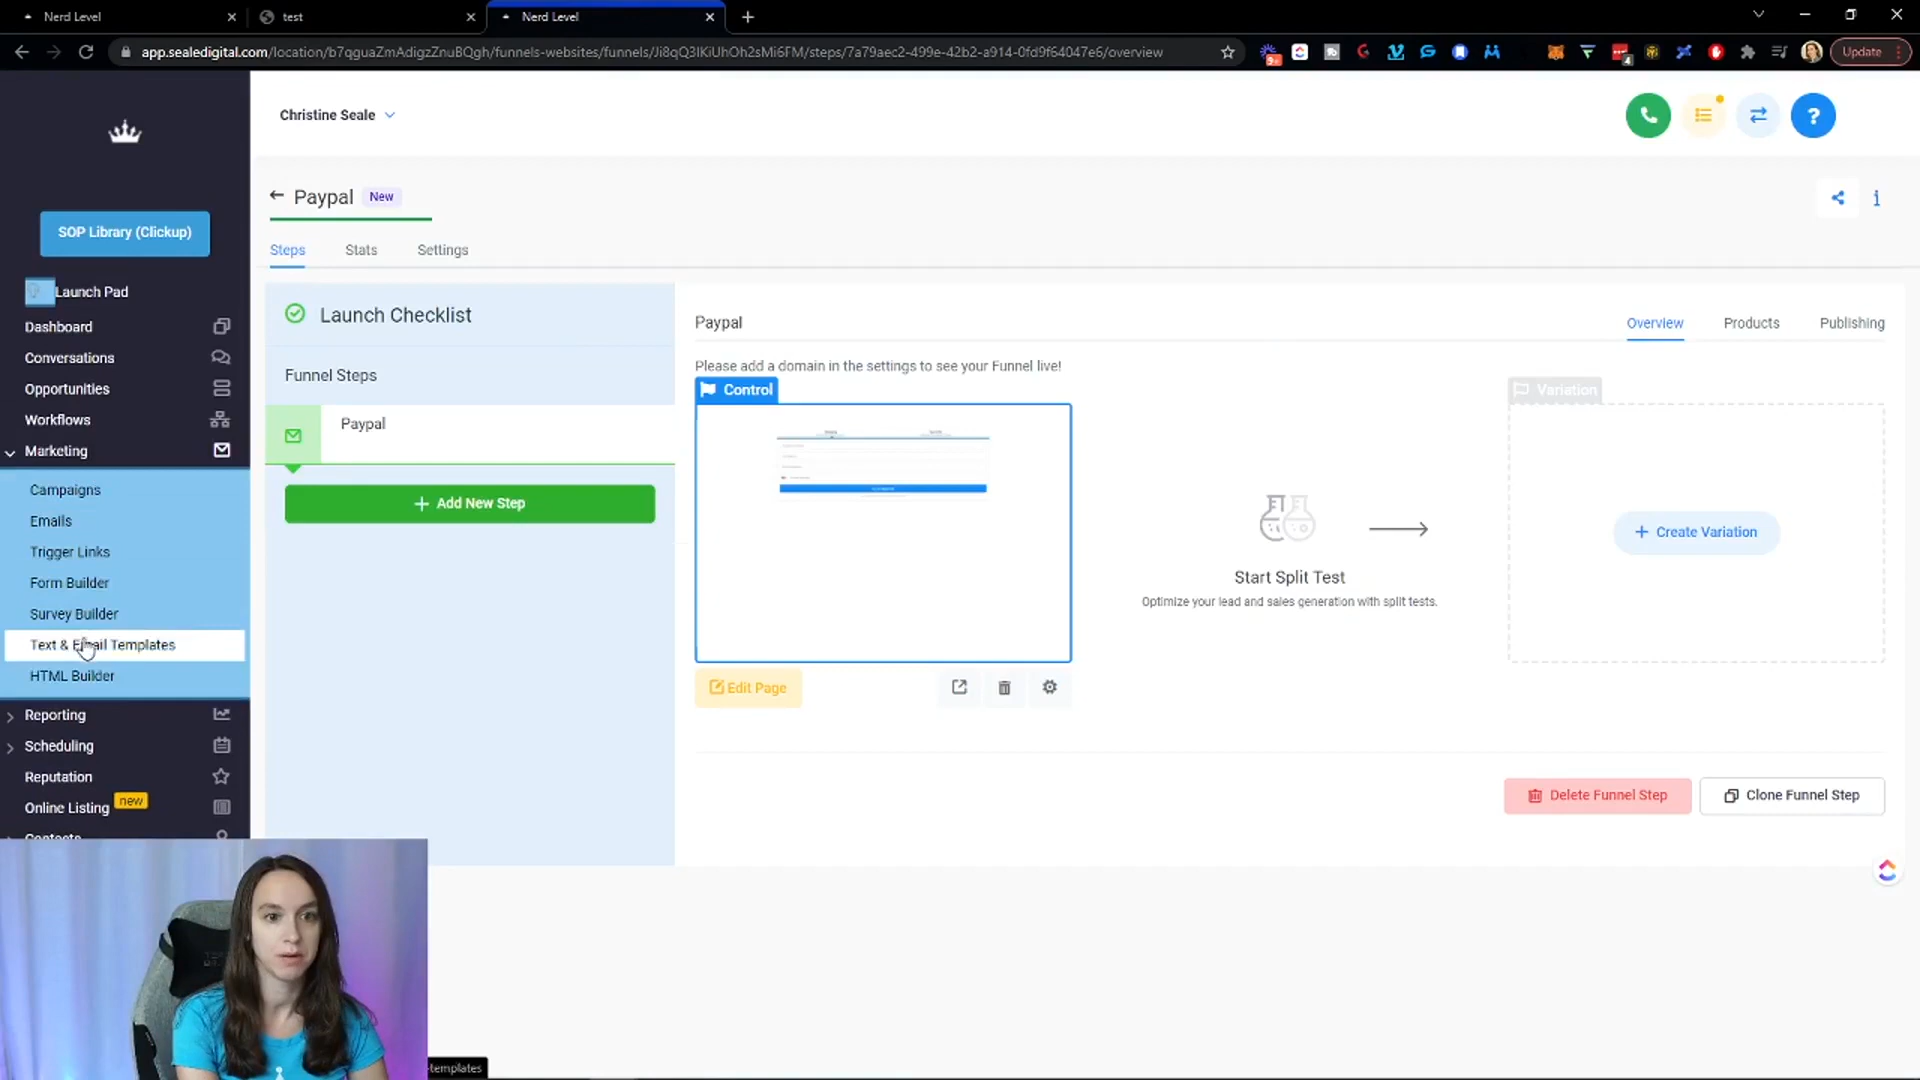 Nerd Level
test
Nerd Level
app.sealedigital.com/location/b7qguaZmAdigzZnuBQgh/funnels-websites/funnels/Ji8qQ3IKiUhOh2sMi6FM/steps/7a79aec2-499e-42b2-a914-0fd9f64047e6/overview
Update
Christine Seale
SOP Library (Clickup)
Launch Pad
Dashboard
Conversations
Opportunities
Workflows
Marketing
Campaigns
Emails
Trigger Links
Form Builder
Survey Builder
Text & Email Templates
HTML Builder
Reporting
Scheduling
Reputation
Online Listing new
Contacts
Paypal New
Steps Stats Settings
Launch Checklist
Funnel Steps
Paypal
+ Add New Step
Paypal
Overview Products Publishing
Please add a domain in the settings to see your Funnel live!
Control
Variation
Start Split Test
Optimize your lead and sales generation with split tests.
+ Create Variation
Edit Page
Delete Funnel Step
Clone Funnel Step
templates